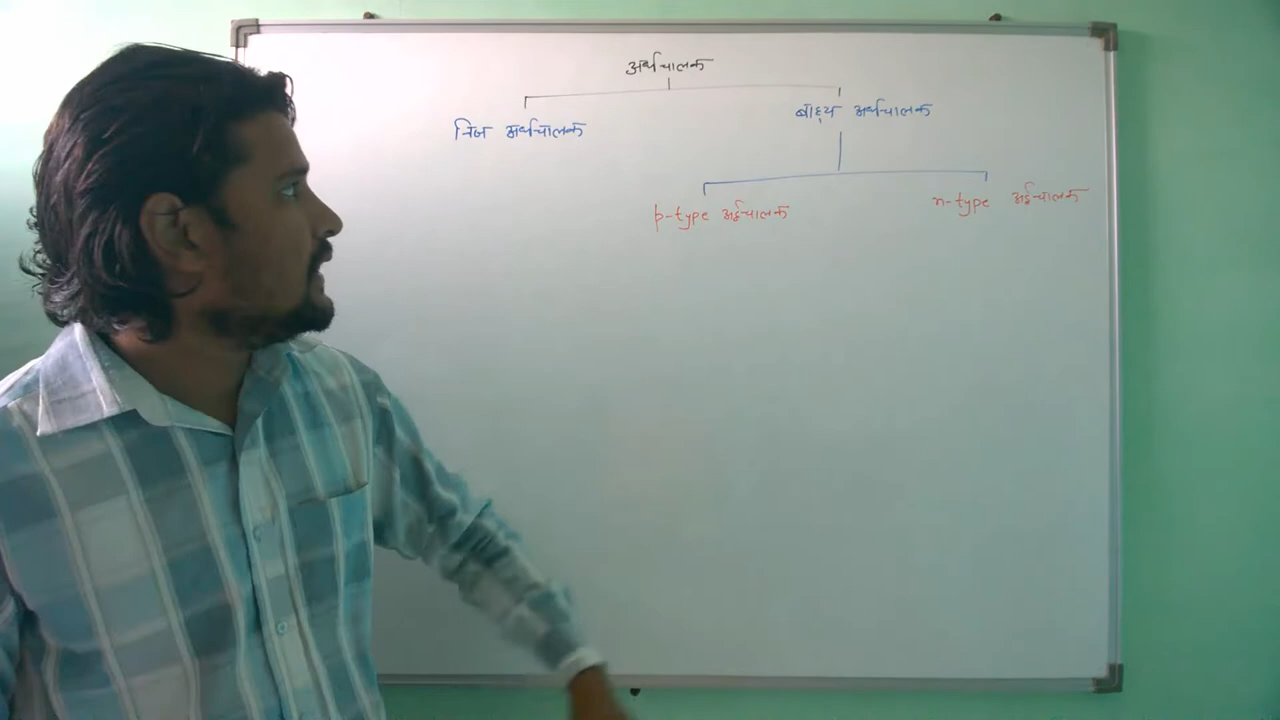 अर्धचालक
निज अर्धचालक
बाह्य अर्धचालक
p-type अर्द्धचालक
n-type अर्द्धचालक